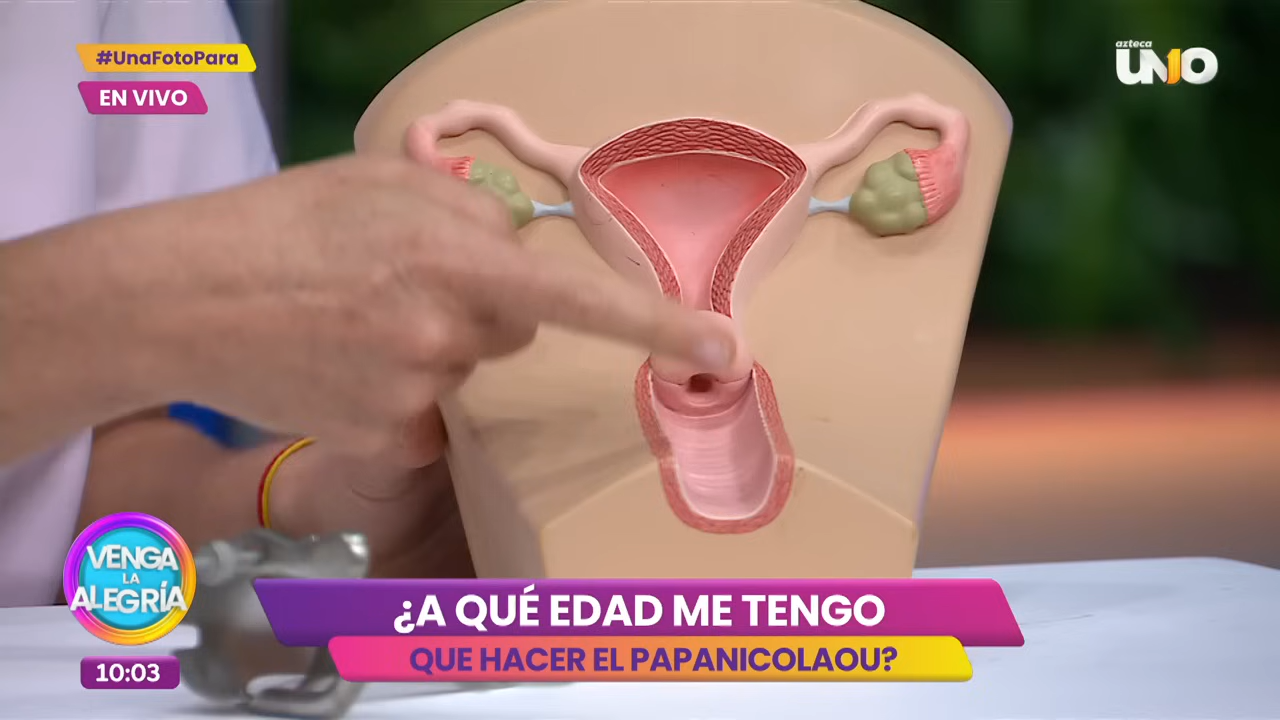 #UnaFotoPara
EN VIVO
azteca
UNO
VENGA
LA
ALEGRÍA
10:03
¿A QUÉ EDAD ME TENGO
QUE HACER EL PAPANICOLAOU?